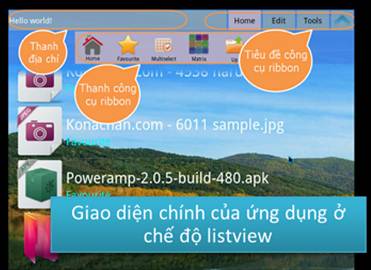 Hello world!
Home Edit Tools
Thanh
địa chỉ
Home Favourite Multiselect Matrix
Tiêu đề công
cụ ribbon
Thanh công
cụ ribbon
Konachan.com - 6011 sample.jpg
Favourite
Poweramp-2.0.5-build-480.apk
Favourite
Giao diện chính của ứng dụng ở
chế độ listview